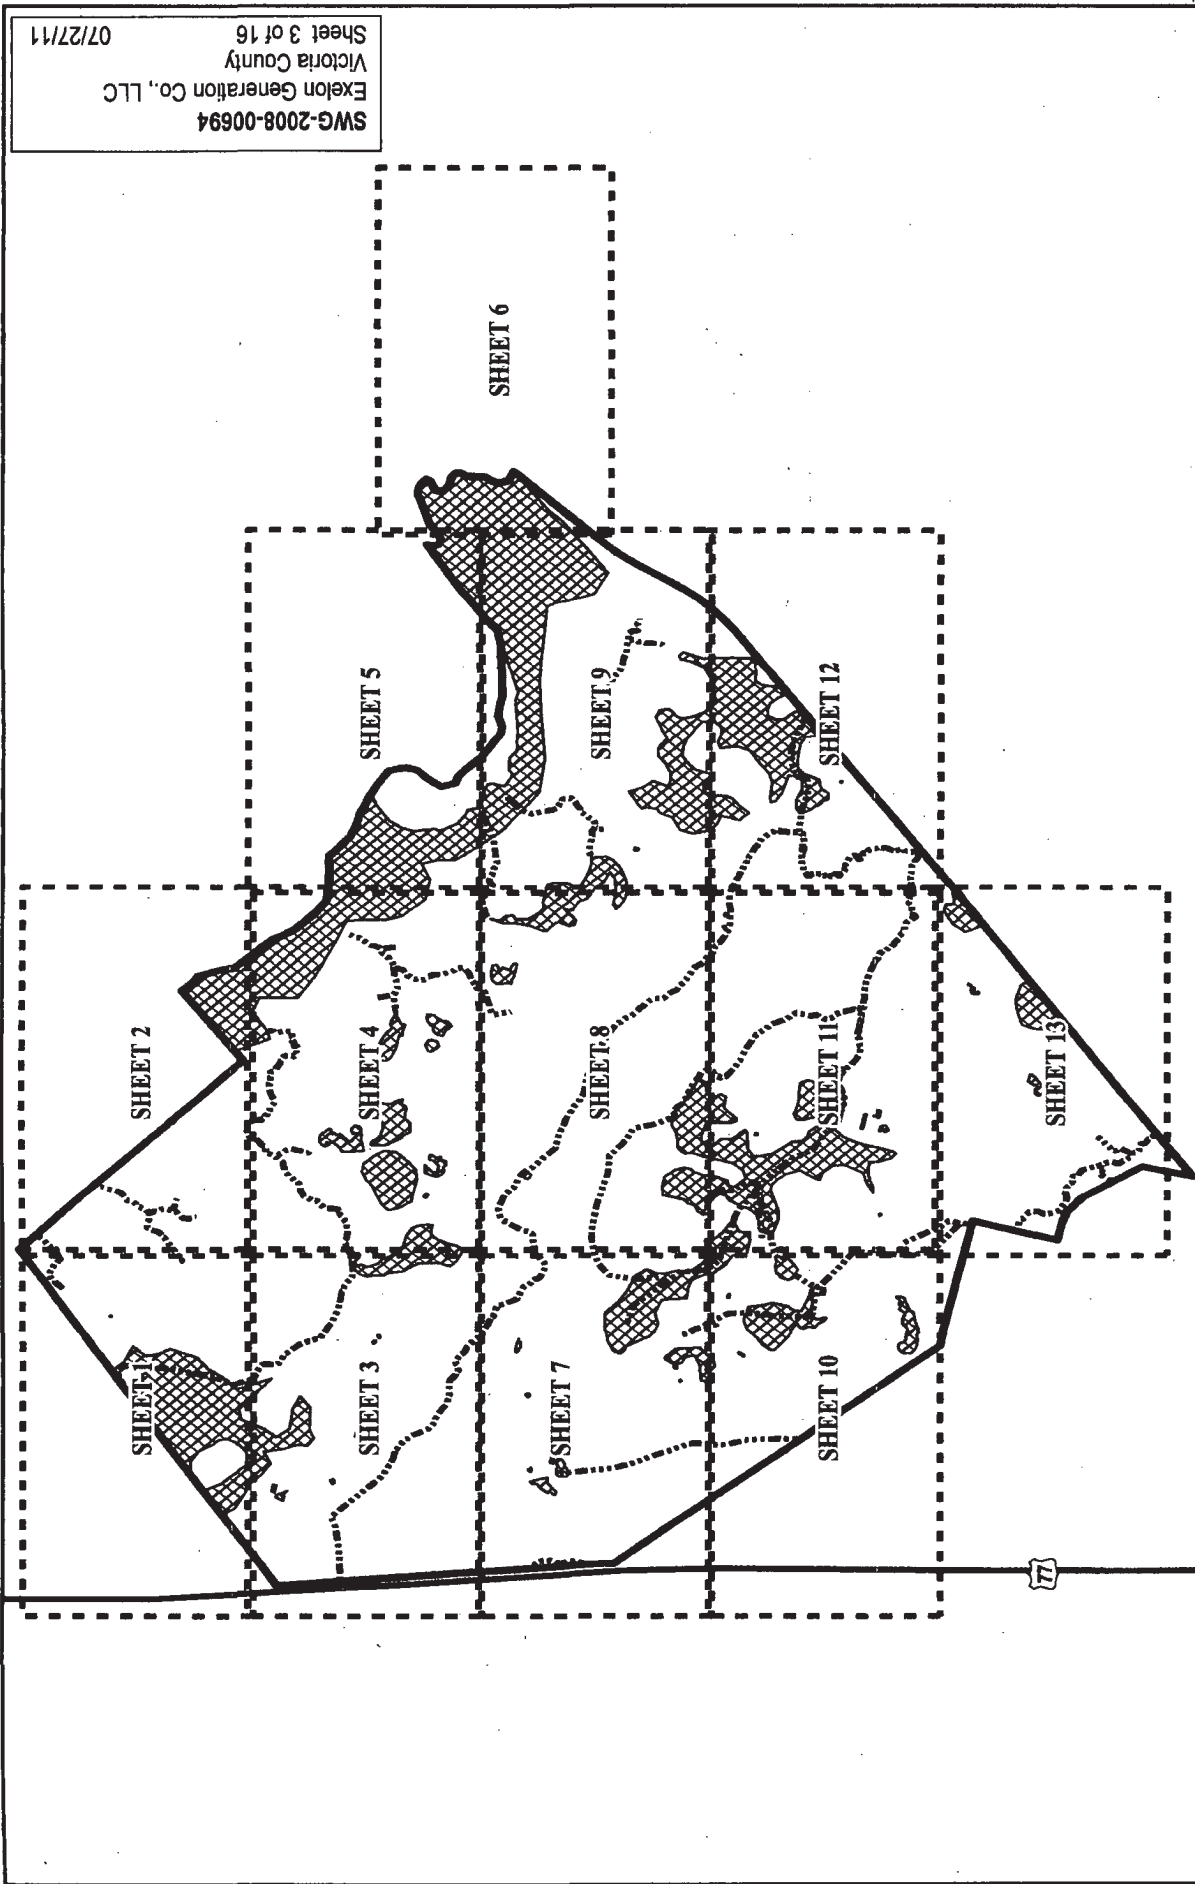 SWG-2008-00694
Exelon Generation Co., LLC
Victoria County
Sheet 3 of 16 07/27/11
SHEET 1
SHEET 2
SHEET 3
SHEET 4
SHEET 5
SHEET 6
SHEET 7
SHEET 8
SHEET 9
SHEET 10
SHEET 11
SHEET 12
SHEET 13
77